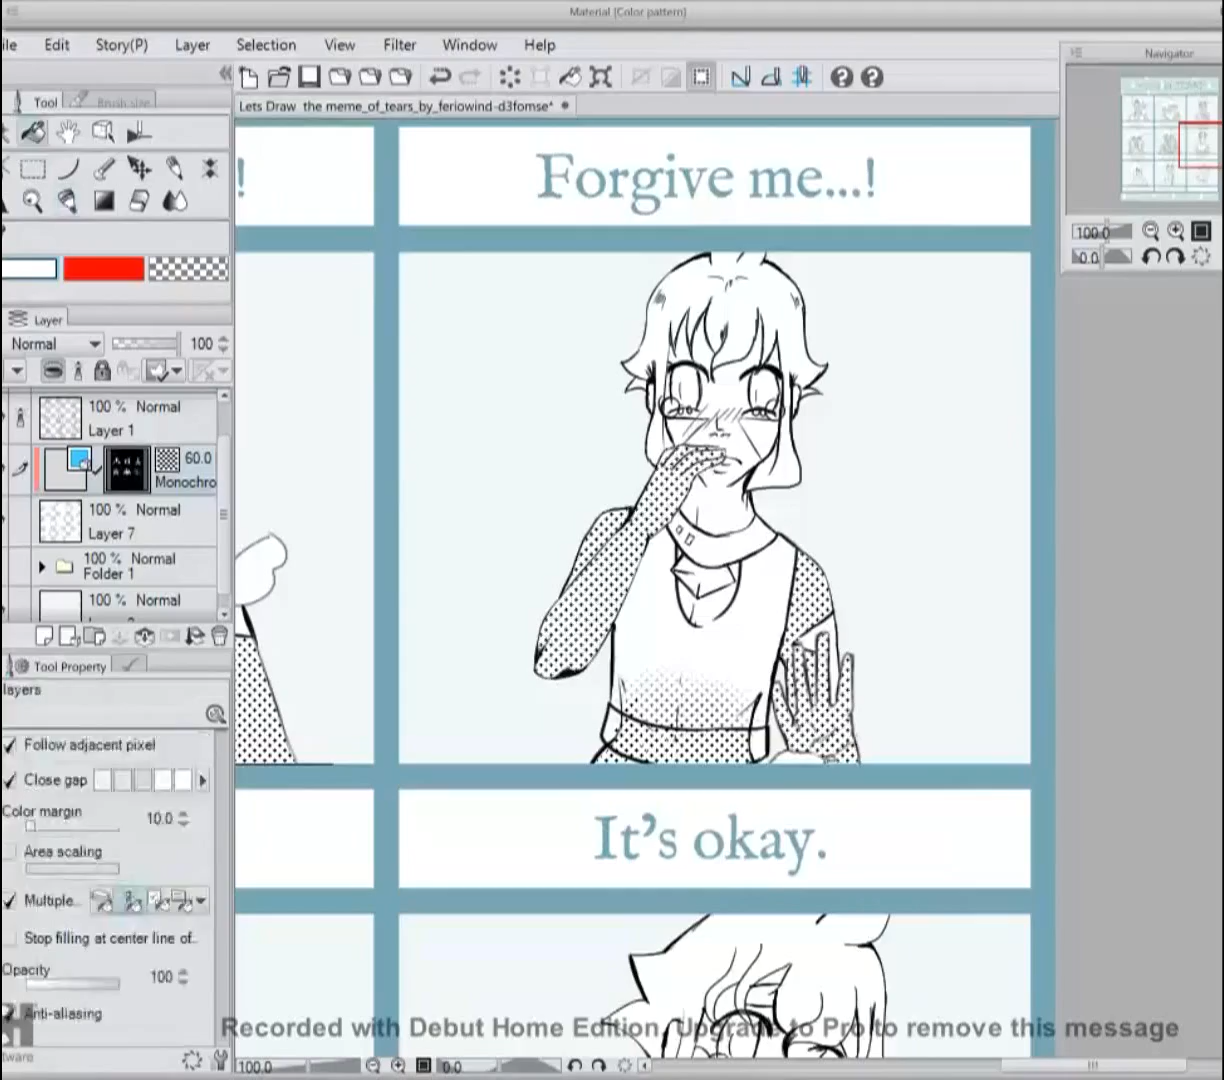 Material [Color pattern]
ile Edit Story(P) Layer Selection View Filter Window Help
Navigator
Tool Brush size
Lets Draw the meme_of_tears_by_feriowind-d3fomse*
!
Forgive me...!
100.0
0.0
Layer
Normal 100
100 % Normal
Layer 1
60.0
Monochro
100 % Normal
Layer 7
100 % Normal
Folder 1
100 % Normal
Tool Property
layers
Follow adjacent pixel
Close gap
Color margin 10.0
Area scaling
It's okay.
Multiple..
Stop filling at center line of..
Opacity 100
Anti-aliasing
Recorded with Debut Home Edition, Upgrade to Pro to remove this message
tware
100.0 0.0